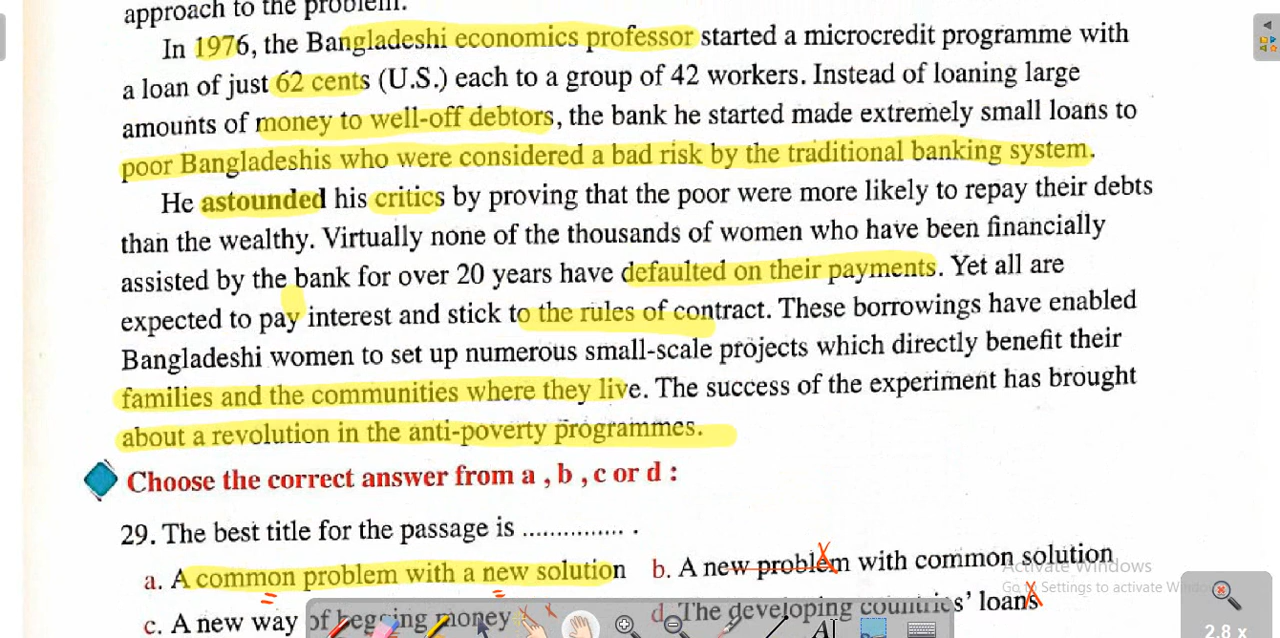 approach to the problem.
In 1976, the Bangladeshi economics professor started a microcredit programme with
a loan of just 62 cents (U.S.) each to a group of 42 workers. Instead of loaning large
amounts of money to well-off debtors, the bank he started made extremely small loans to
poor Bangladeshis who were considered a bad risk by the traditional banking system.
He astounded his critics by proving that the poor were more likely to repay their debts
than the wealthy. Virtually none of the thousands of women who have been financially
assisted by the bank for over 20 years have defaulted on their payments. Yet all are
expected to pay interest and stick to the rules of contract. These borrowings have enabled
Bangladeshi women to set up numerous small-scale projects which directly benefit their
families and the communities where they live. The success of the experiment has brought
about a revolution in the anti-poverty programmes.
Choose the correct answer from a , b , c or d :
29. The best title for the passage is ............... .
a. A common problem with a new solution b. A new problem with common solution
Activate Windows
Go to Settings to activate Windows
c. A new way of begging money d. The developing countries' loans
2.8 x